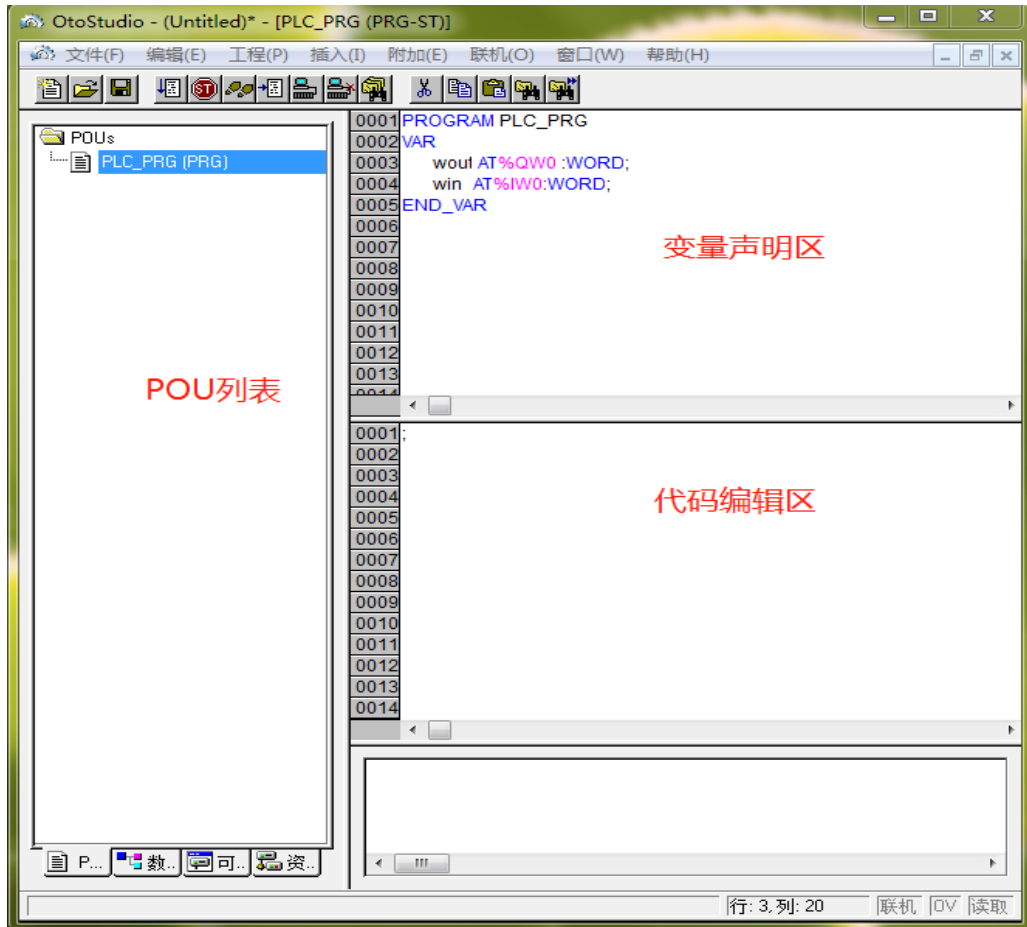 OtoStudio - (Untitled)* - [PLC_PRG (PRG-ST)]
文件(F) 编辑(E) 工程(P) 插入(I) 附加(E) 联机(O) 窗口(W) 帮助(H)
POUs
PLC_PRG (PRG)
POU列表
P... 数.. 可.. 资..
0001 PROGRAM PLC_PRG
0002 VAR
0003 wout AT%QW0 :WORD;
0004 win AT%IW0:WORD;
0005 END_VAR
0006
0007
变量声明区
0008
0009
0010
0011
0012
0013
0014
0001 ;
0002
0003
0004
代码编辑区
0005
0006
0007
0008
0009
0010
0011
0012
0013
0014
行: 3, 列: 20 联机 OV 读取